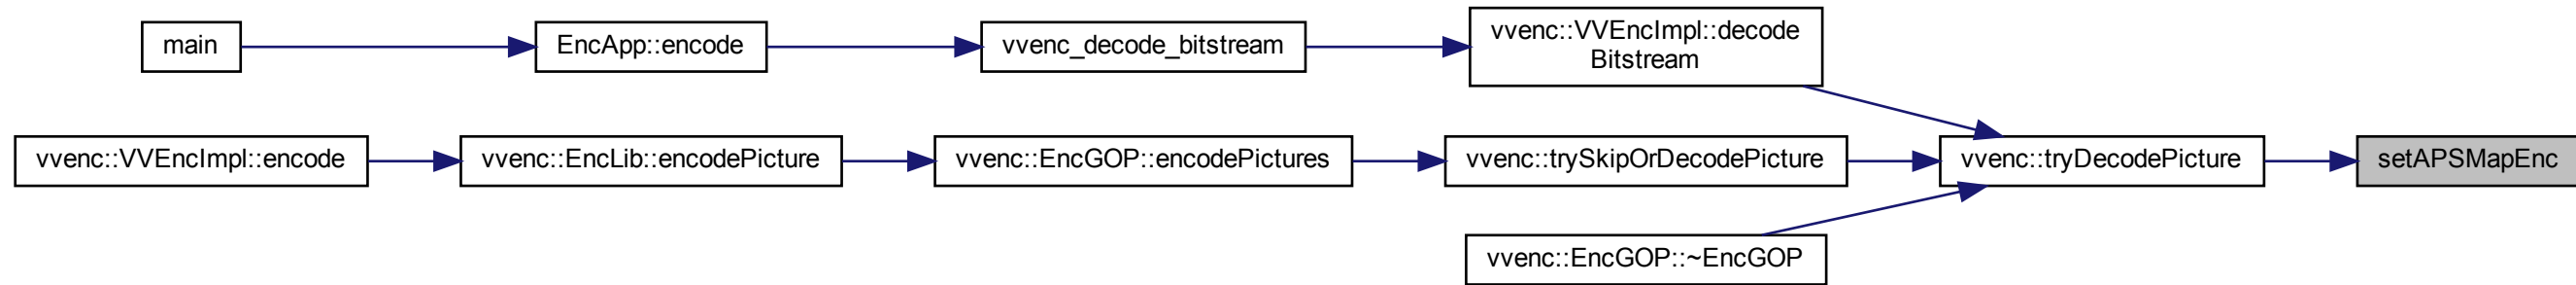 main
EncApp::encode
vvenc_decode_bitstream
vvenc::VVEncImpl::decode
Bitstream
vvenc::VVEncImpl::encode
vvenc::EncLib::encodePicture
vvenc::EncGOP::encodePictures
vvenc::trySkipOrDecodePicture
vvenc::tryDecodePicture
setAPSMapEnc
vvenc::EncGOP::~EncGOP